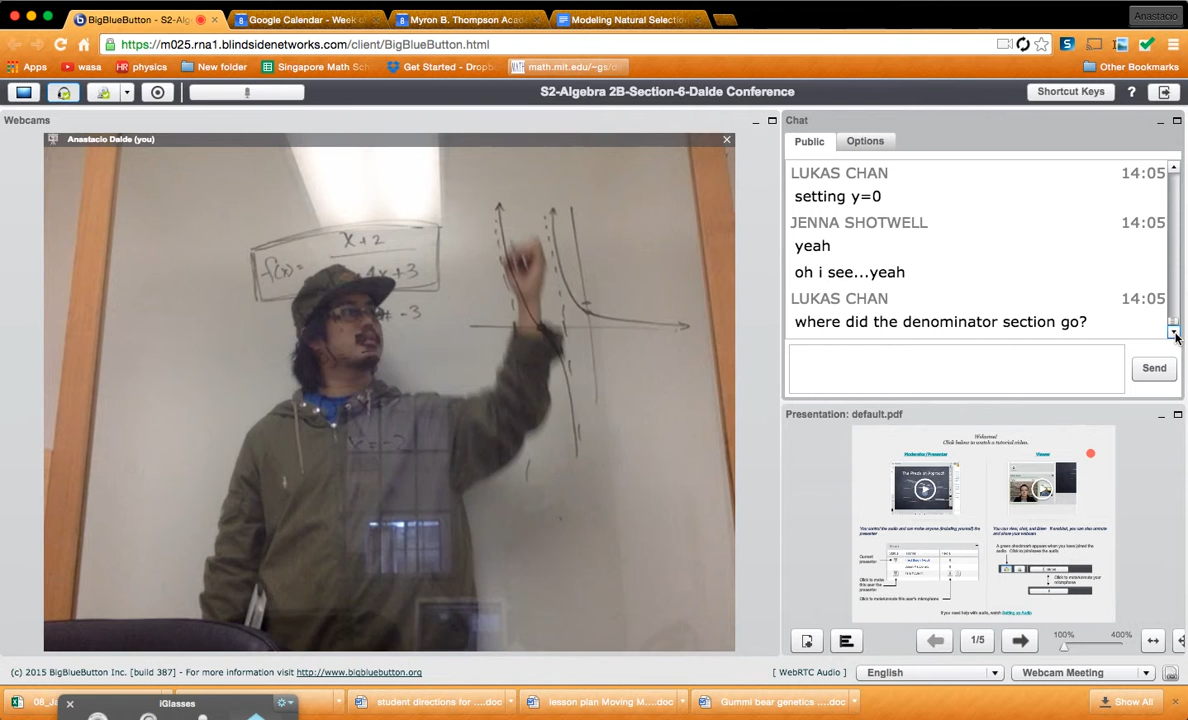 BigBlueButton - S2-Alg
Google Calendar - Week o
Myron B. Thompson Acad
Modeling Natural Selectio
Anastacio
https://m025.rna1.blindsidenetworks.com/client/BigBlueButton.html
Apps
wasa
HR physics
New folder
Singapore Math Sch
Get Started - Dropb
math.mit.edu/~gs/
Other Bookmarks
S2-Algebra 2B-Section-6-Dalde Conference
Shortcut Keys
?
Webcams
Anastacio Dalde (you)
x+2
f(x)=
4x+3
-3
Chat
Public
Options
LUKAS CHAN 14:05
setting y=0
JENNA SHOTWELL 14:05
yeah
oh i see...yeah
LUKAS CHAN 14:05
where did the denominator section go?
Send
Presentation: default.pdf
Welcome!
Click below to watch a tutorial video.
Moderator/Presenter
Viewer
1/5
100%
400%
(c) 2015 BigBlueButton Inc. [build 387] - For more information visit http://www.bigbluebutton.org
[ WebRTC Audio ]
English
Webcam Meeting
student directions for ....doc
lesson plan Moving M....doc
Gummi bear genetics ....doc
Show All
iGlasses